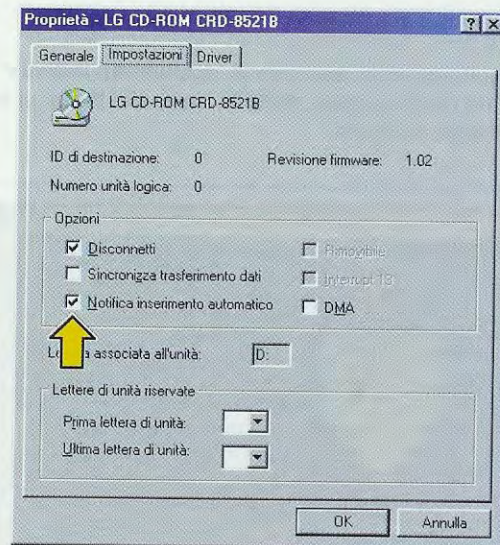 Proprietà - LG CD-ROM CRD-8521B
Generale Impostazioni Driver
LG CD-ROM CRD-8521B
ID di destinazione: 0 Revisione firmware: 1.02
Numero unità logica: 0
Opzioni
Disconnetti Rimovibile
Sincronizza trasferimento dati Interrupt 13
Notifica inserimento automatico DMA
associata all'unità: D:
Lettere di unità riservate
Prima lettera di unità:
Ultima lettera di unità:
OK Annulla